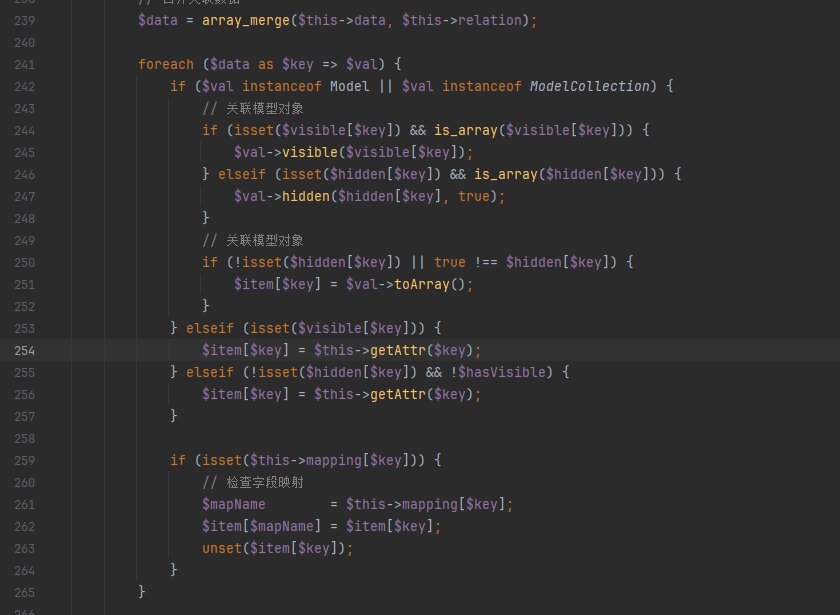 239 $data = array_merge($this->data, $this->relation);
240
241 foreach ($data as $key => $val) {
242 if ($val instanceof Model || $val instanceof ModelCollection) {
243 // 关联模型对象
244 if (isset($visible[$key]) && is_array($visible[$key])) {
245 $val->visible($visible[$key]);
246 } elseif (isset($hidden[$key]) && is_array($hidden[$key])) {
247 $val->hidden($hidden[$key], true);
248 }
249 // 关联模型对象
250 if (!isset($hidden[$key]) || true !== $hidden[$key]) {
251 $item[$key] = $val->toArray();
252 }
253 } elseif (isset($visible[$key])) {
254 $item[$key] = $this->getAttr($key);
255 } elseif (!isset($hidden[$key]) && !$hasVisible) {
256 $item[$key] = $this->getAttr($key);
257 }
258
259 if (isset($this->mapping[$key])) {
260 // 检查字段映射
261 $mapName = $this->mapping[$key];
262 $item[$mapName] = $item[$key];
263 unset($item[$key]);
264 }
265 }